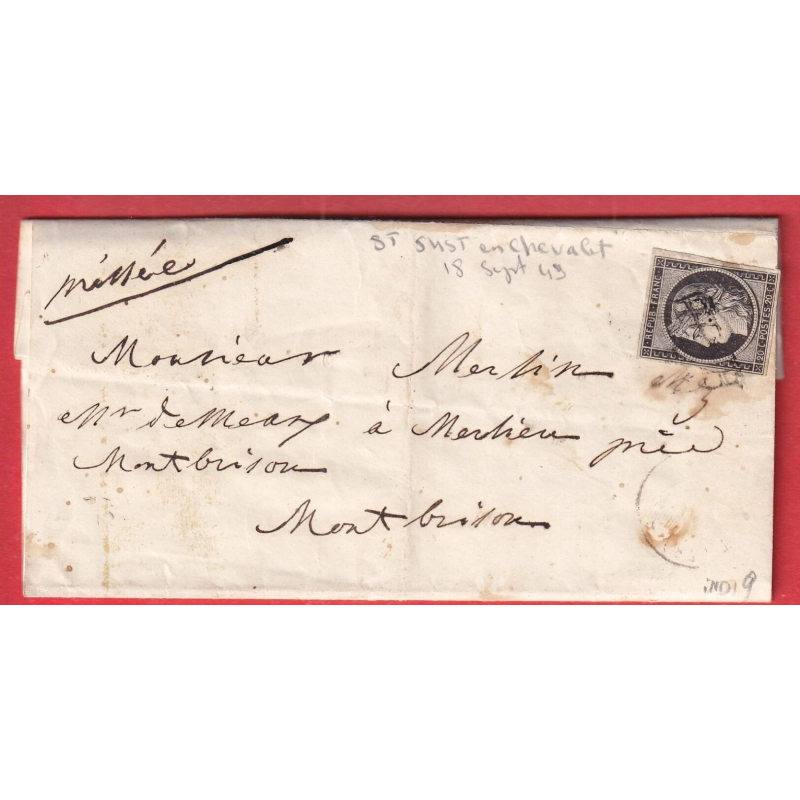 St Just en Chevalet
18 Sept 49
pressée
REPUB. FRANC.
20 C. POSTES 20 C.
Monsieur Merlin
Mr de Meaux à Merlieu près
Montbrison
Montbrison
IND 9